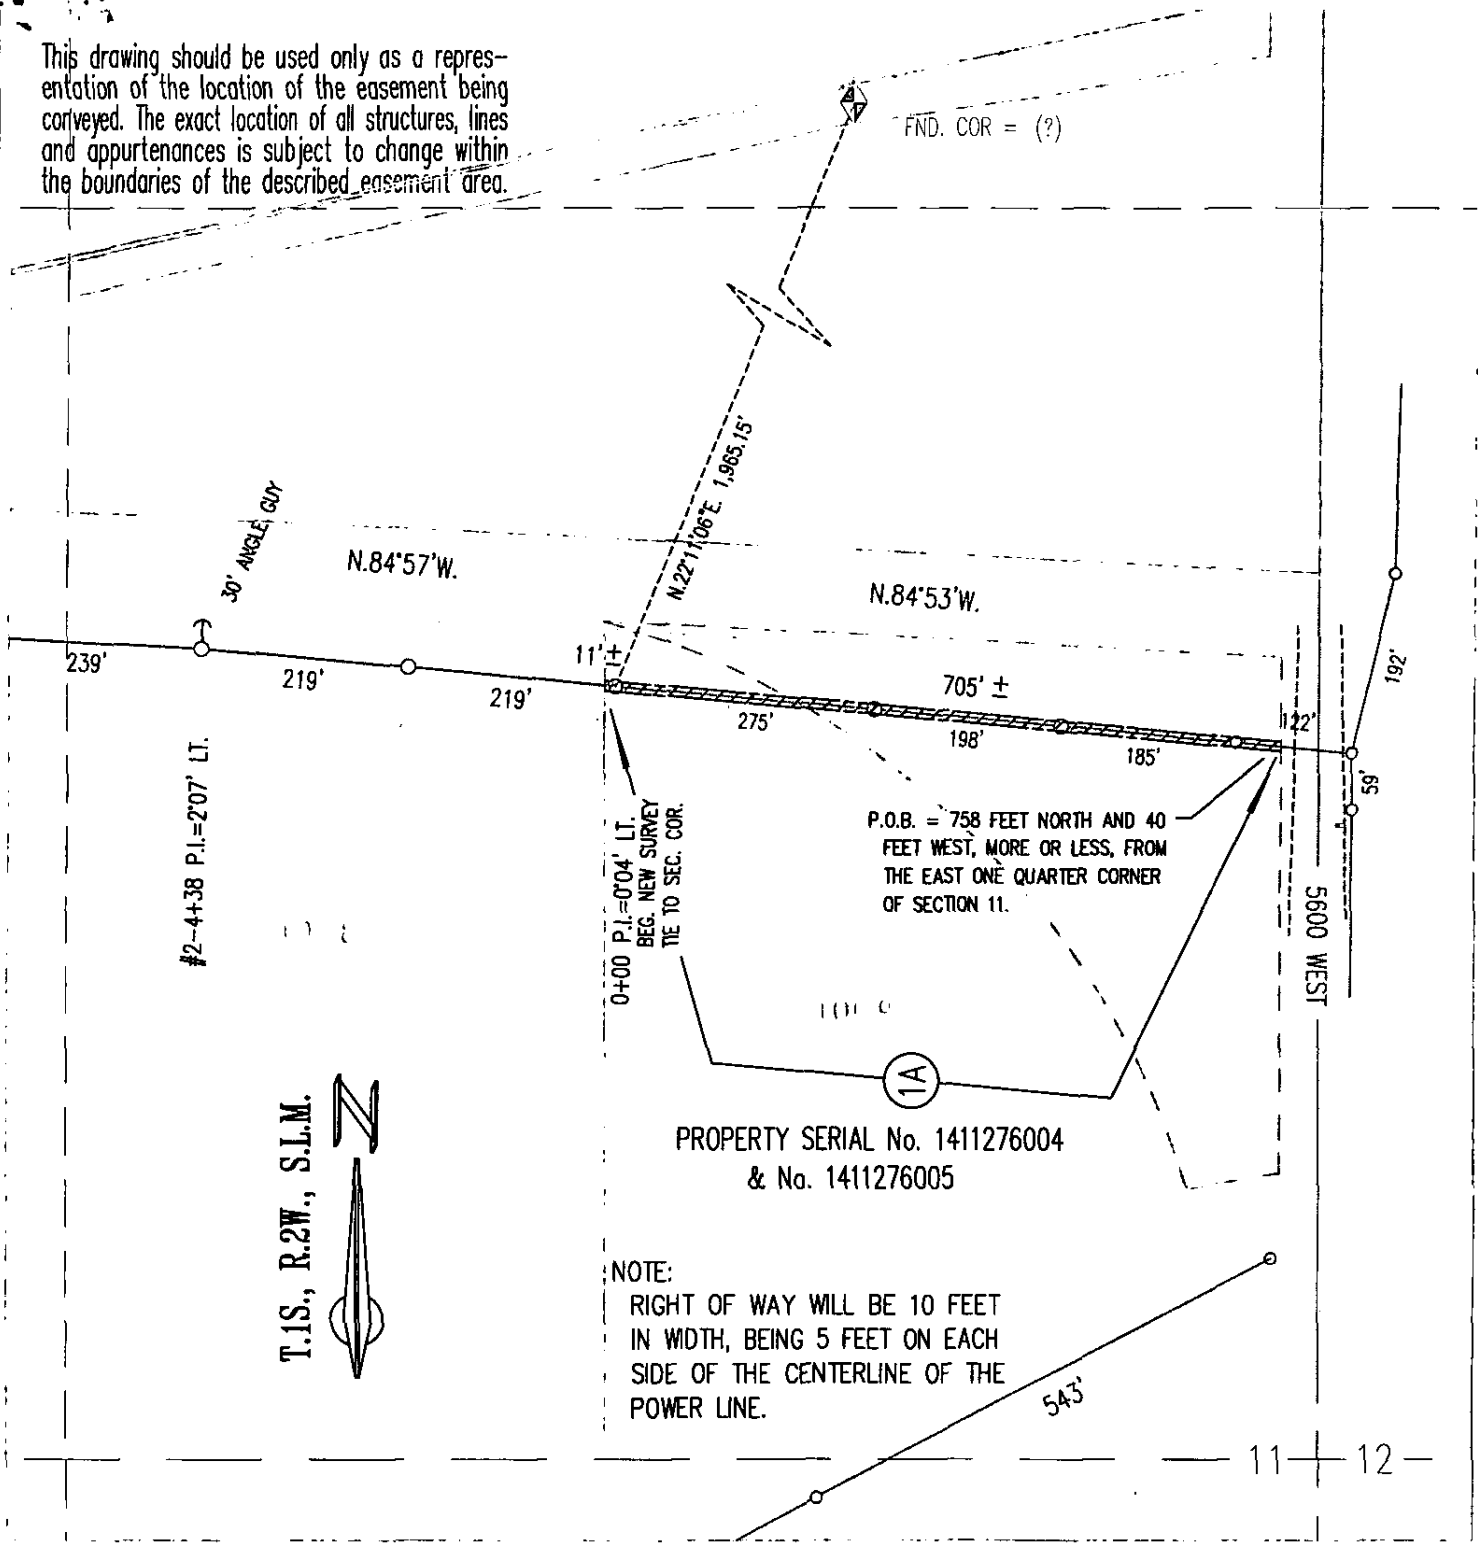 This drawing should be used only as a repres-
entation of the location of the easement being
conveyed. The exact location of all structures, lines
and appurtenances is subject to change within
the boundaries of the described easement area.
FND. COR = (?)
N.22°11'06"E. 1,965.15'
30' ANGLE GUY
N.84°57'W.
N.84°53'W.
239'
219'
219'
11'±
705' ±
275'
198'
185'
122'
192'
59'
#2-4+38 P.I.=2°07' LT.
0+00 P.I.=0°04' LT.
BEG. NEW SURVEY
TIE TO SEC. COR.
P.O.B. = 758 FEET NORTH AND 40
FEET WEST, MORE OR LESS, FROM
THE EAST ONE QUARTER CORNER
OF SECTION 11.
5600 WEST
1A
PROPERTY SERIAL No. 1411276004
& No. 1411276005
T.1S., R.2W., S.L.M.
N
NOTE:
RIGHT OF WAY WILL BE 10 FEET
IN WIDTH, BEING 5 FEET ON EACH
SIDE OF THE CENTERLINE OF THE
POWER LINE.
543'
11
12